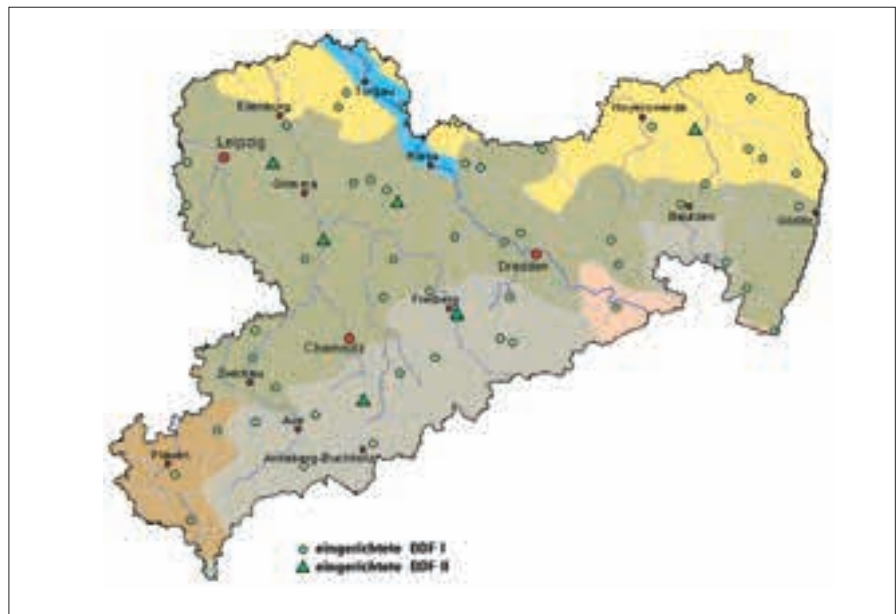 Torgau
Eilenburg
Hoyerswerda
Leipzig
Riesa
Grimma
Bautzen
Görlitz
Dresden
Freiberg
Chemnitz
Zwickau
Aue
Plauen
Annaberg-Buchholz
eingerichtete BDF I
eingerichtete BDF II